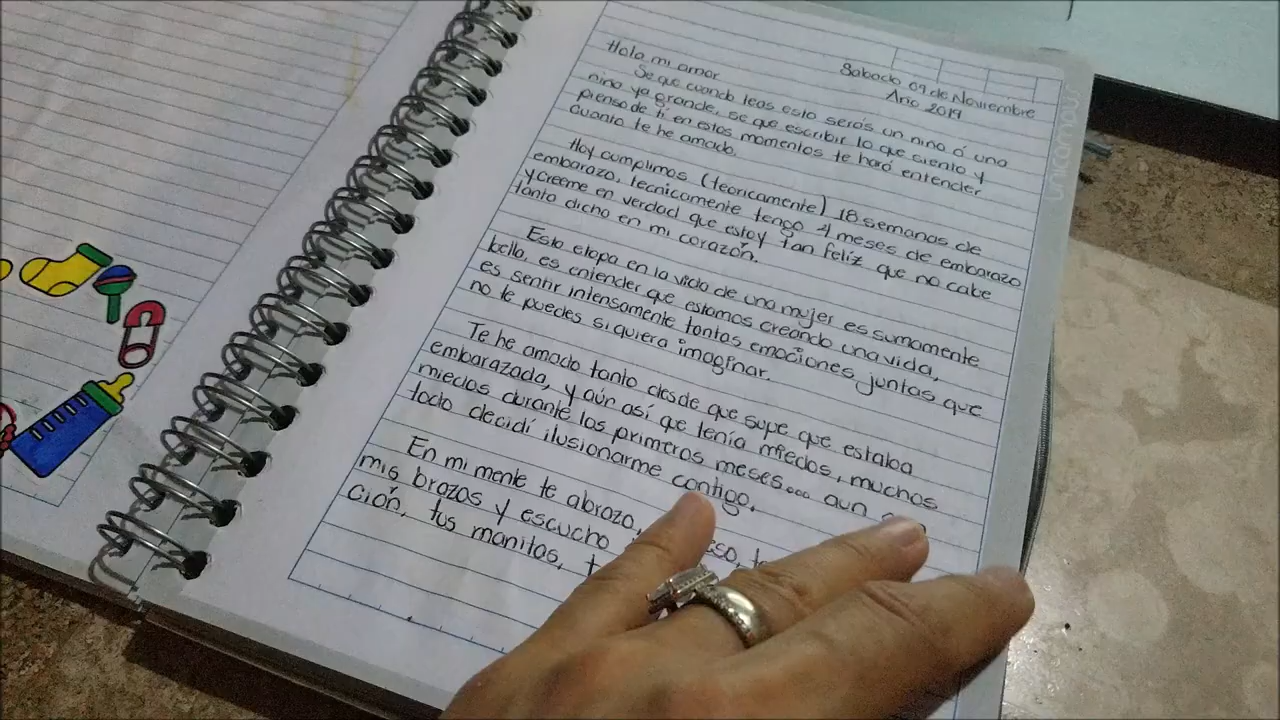 Sabado 09 de Noviembre
Año 2019
Hola mi amor
Se que cuando leas esto serás un niño ó una
niña ya grande, se que escribir lo que siento y
pienso de ti en estos momentos te hará entender
cuanto te he amado.
Hoy cumplimos (teoricamente) 18 semanas de
embarazo, tecnicamente tengo 4 meses de embarazo
y creeme en verdad que estoy tan feliz que no cabe
tanto dicho en mi corazón.
Esta etapa en la vida de una mujer es sumamente
bella, es entender que estamos creando una vida,
es sentir intensamente tantas emociones juntas que
no te puedes si quiera imaginar.
Te he amado tanto desde que supe que estaba
embarazada, y aún así que tenía miedos, muchos
miedos durante los primeros meses... aun
todo decidí ilusionarme contigo.
En mi mente te abrazo,
mis brazos y escucho
ción, tus manitas,
unicamous